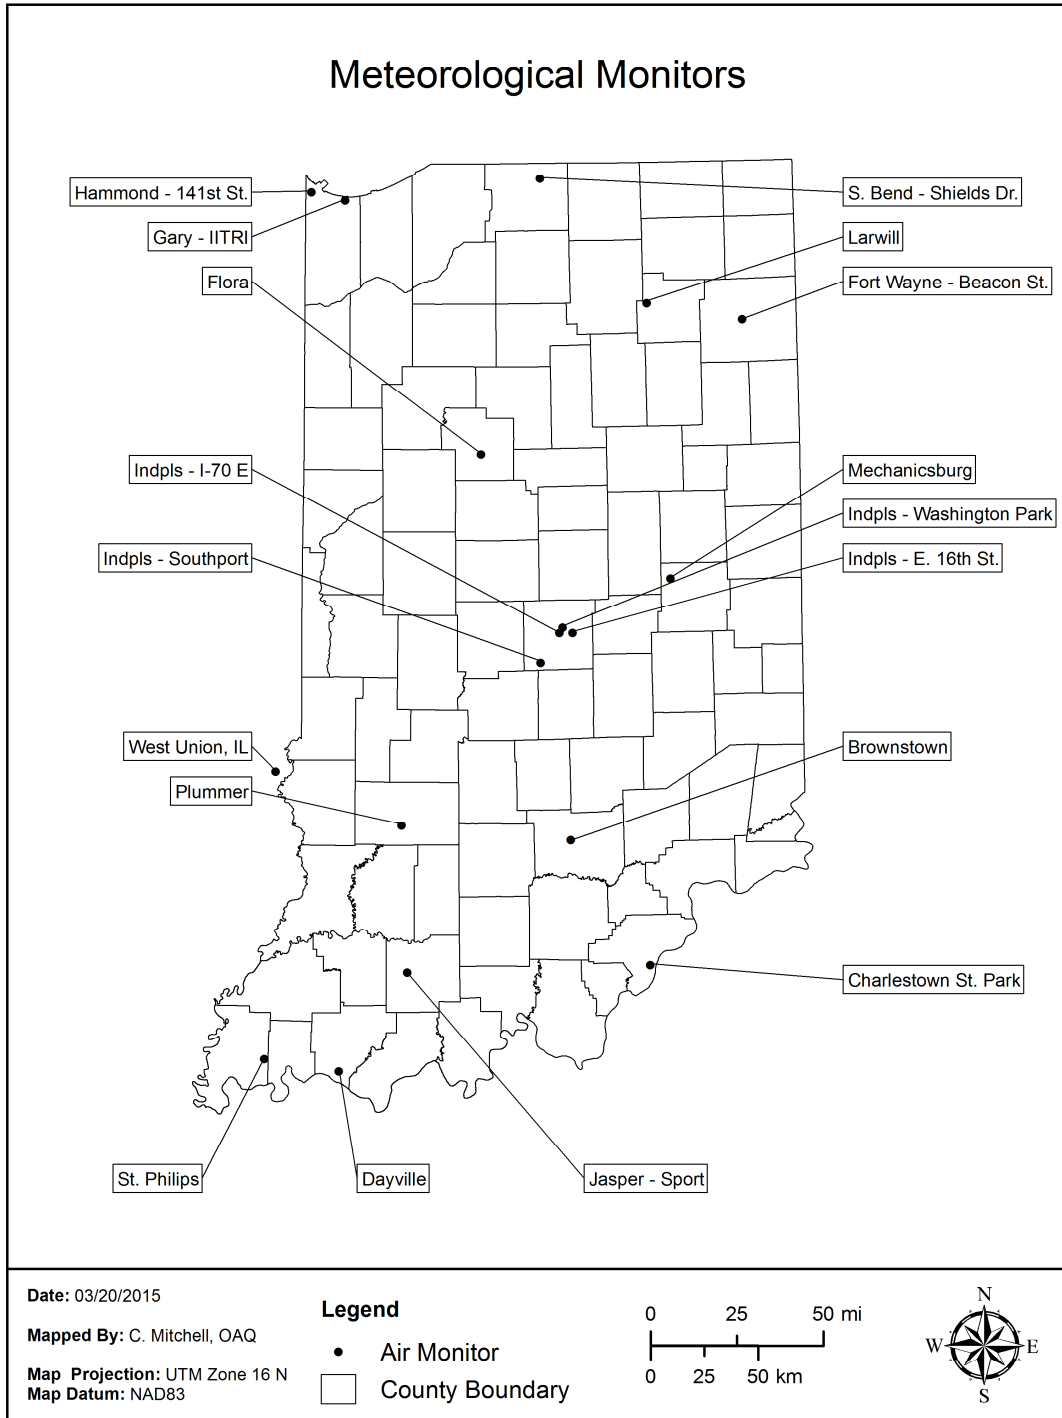 Meteorological Monitors
Hammond - 141st St.
S. Bend - Shields Dr.
Gary - IITRI
Larwill
Flora
Fort Wayne - Beacon St.
Indpls - I-70 E
Mechanicsburg
Indpls - Washington Park
Indpls - Southport
Indpls - E. 16th St.
West Union, IL
Brownstown
Plummer
Charlestown St. Park
St. Philips
Dayville
Jasper - Sport
Date: 03/20/2015
Mapped By: C. Mitchell, OAQ
Map Projection: UTM Zone 16 N
Map Datum: NAD83
Legend
Air Monitor
County Boundary
0 25 50 mi
0 25 50 km
N
W E
S